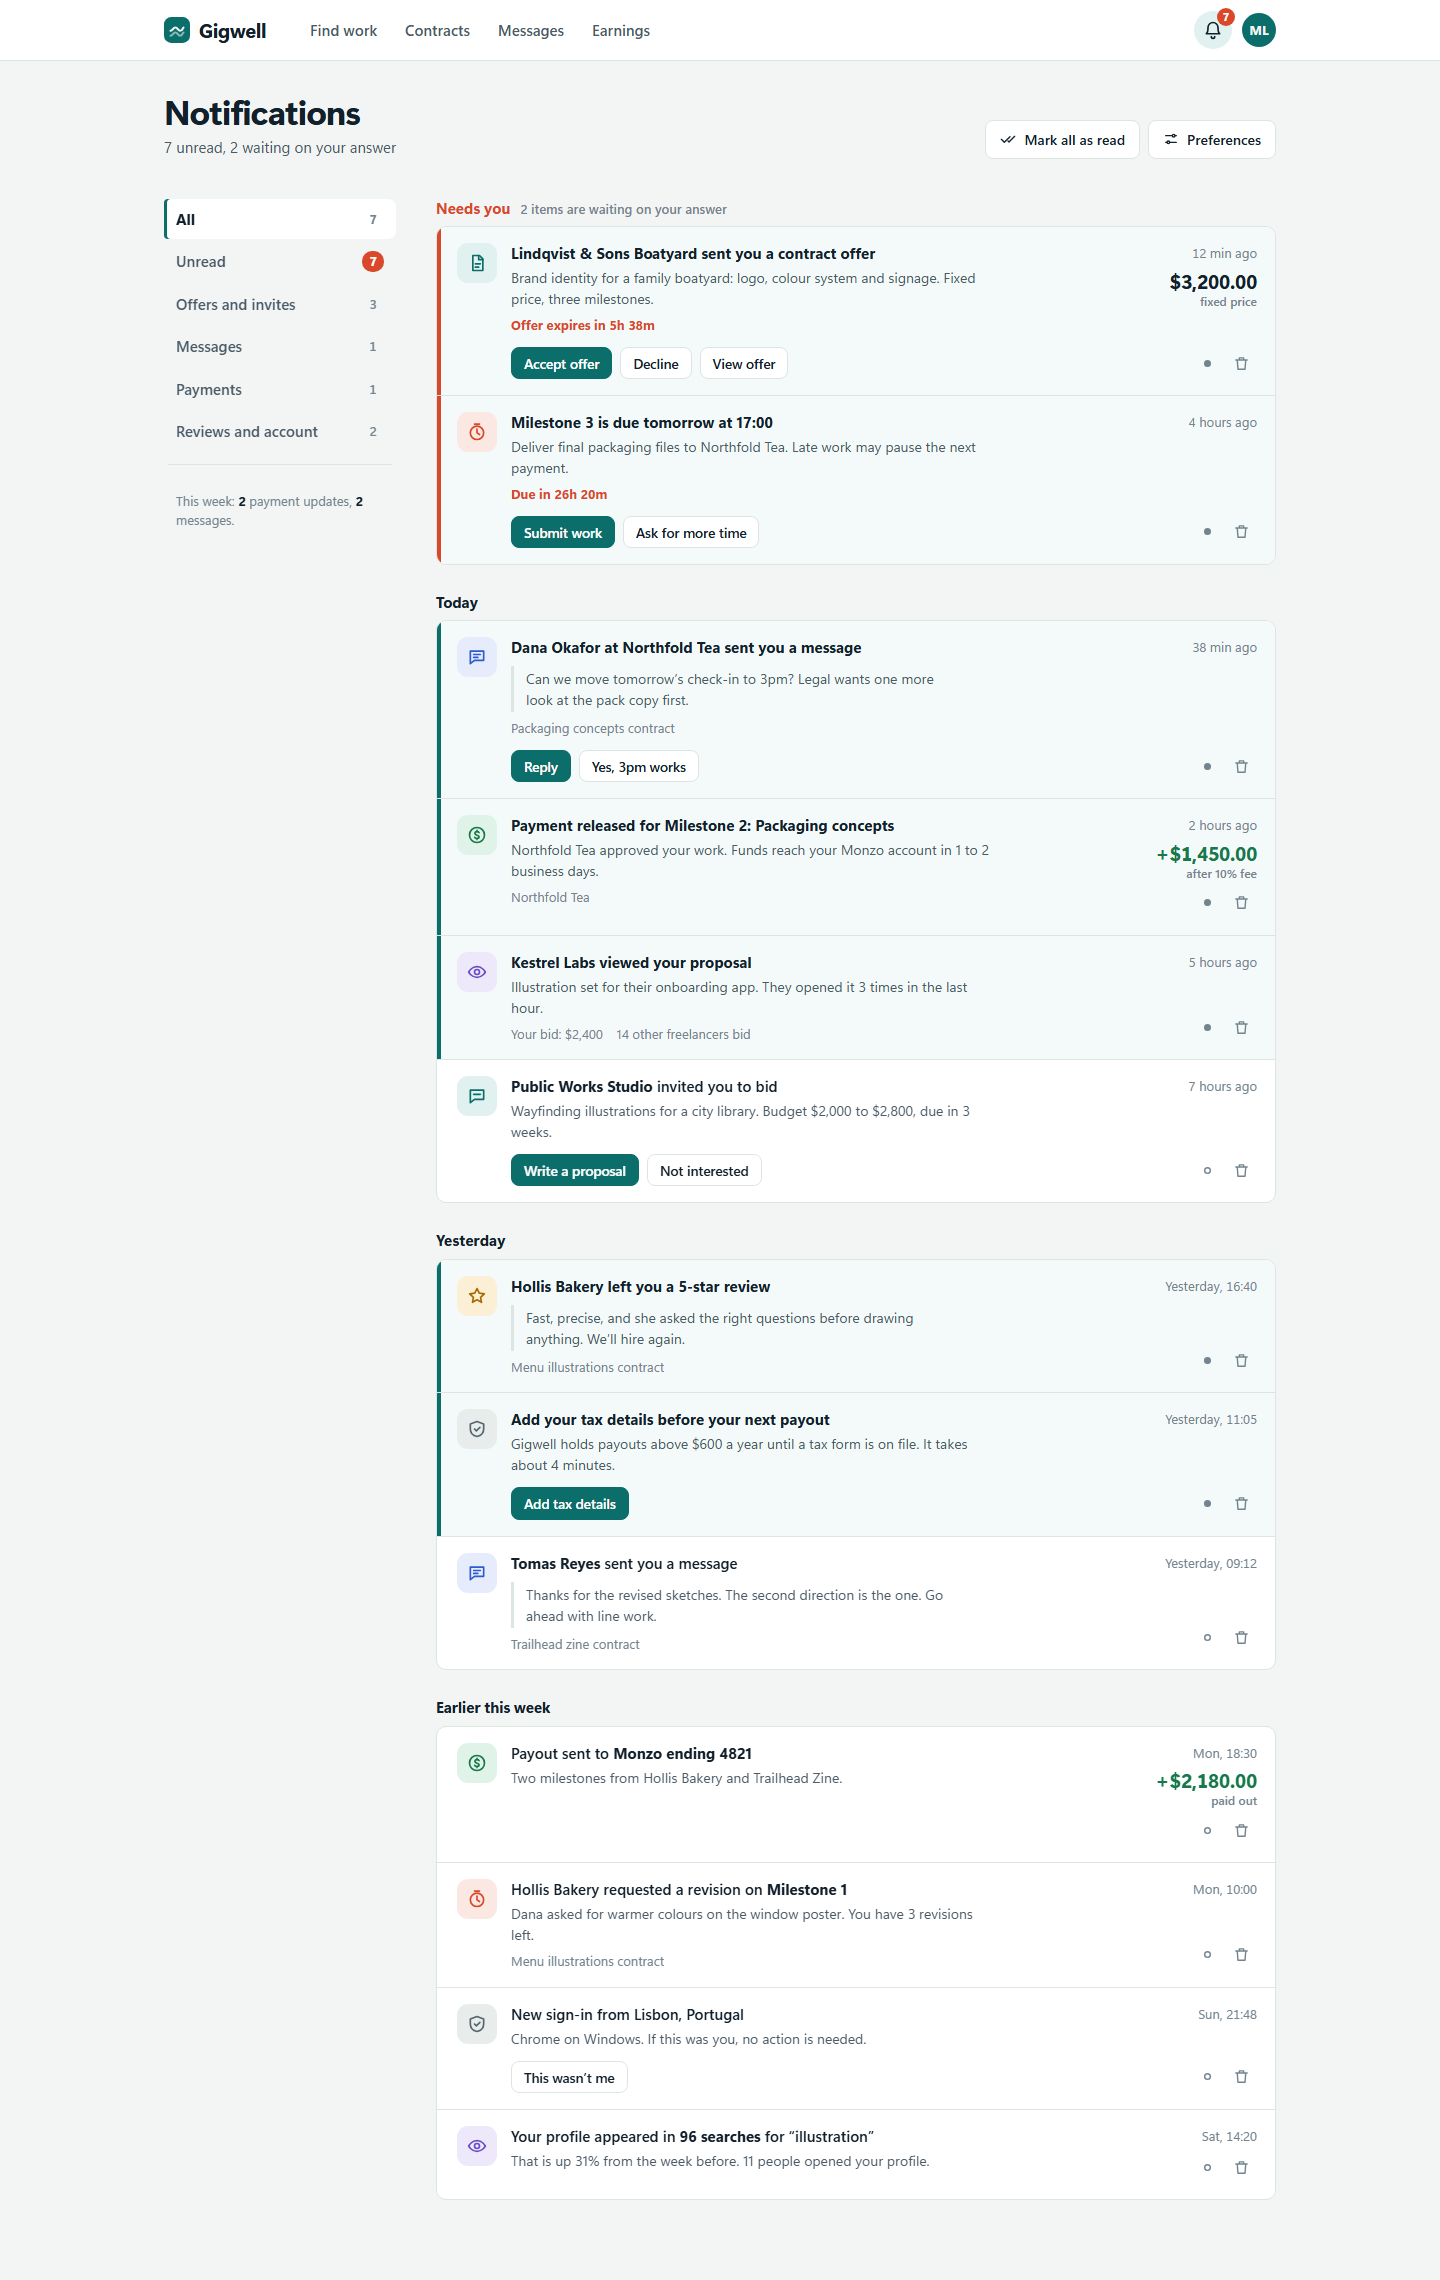 Gigwell
Find work
Contracts
Messages
Earnings
7
ML
Notifications
7 unread, 2 waiting on your answer
Mark all as read
Preferences
All 7
Unread 7
Offers and invites 3
Messages 1
Payments 1
Reviews and account 2
This week: 2 payment updates, 2
messages.
Needs you 2 items are waiting on your answer
Lindqvist & Sons Boatyard sent you a contract offer
12 min ago
Brand identity for a family boatyard: logo, colour system and signage. Fixed
price, three milestones.
$3,200.00
fixed price
Offer expires in 5h 38m
Accept offer
Decline
View offer
Milestone 3 is due tomorrow at 17:00
4 hours ago
Deliver final packaging files to Northfold Tea. Late work may pause the next
payment.
Due in 26h 20m
Submit work
Ask for more time
Today
Dana Okafor at Northfold Tea sent you a message
38 min ago
Can we move tomorrow’s check-in to 3pm? Legal wants one more
look at the pack copy first.
Packaging concepts contract
Reply
Yes, 3pm works
Payment released for Milestone 2: Packaging concepts
2 hours ago
Northfold Tea approved your work. Funds reach your Monzo account in 1 to 2
business days.
+$1,450.00
after 10% fee
Northfold Tea
Kestrel Labs viewed your proposal
5 hours ago
Illustration set for their onboarding app. They opened it 3 times in the last
hour.
Your bid: $2,400 14 other freelancers bid
Public Works Studio invited you to bid
7 hours ago
Wayfinding illustrations for a city library. Budget $2,000 to $2,800, due in 3
weeks.
Write a proposal
Not interested
Yesterday
Hollis Bakery left you a 5-star review
Yesterday, 16:40
Fast, precise, and she asked the right questions before drawing
anything. We’ll hire again.
Menu illustrations contract
Add your tax details before your next payout
Yesterday, 11:05
Gigwell holds payouts above $600 a year until a tax form is on file. It takes
about 4 minutes.
Add tax details
Tomas Reyes sent you a message
Yesterday, 09:12
Thanks for the revised sketches. The second direction is the one. Go
ahead with line work.
Trailhead zine contract
Earlier this week
Payout sent to Monzo ending 4821
Mon, 18:30
Two milestones from Hollis Bakery and Trailhead Zine.
+$2,180.00
paid out
Hollis Bakery requested a revision on Milestone 1
Mon, 10:00
Dana asked for warmer colours on the window poster. You have 3 revisions
left.
Menu illustrations contract
New sign-in from Lisbon, Portugal
Sun, 21:48
Chrome on Windows. If this was you, no action is needed.
This wasn’t me
Your profile appeared in 96 searches for “illustration”
Sat, 14:20
That is up 31% from the week before. 11 people opened your profile.